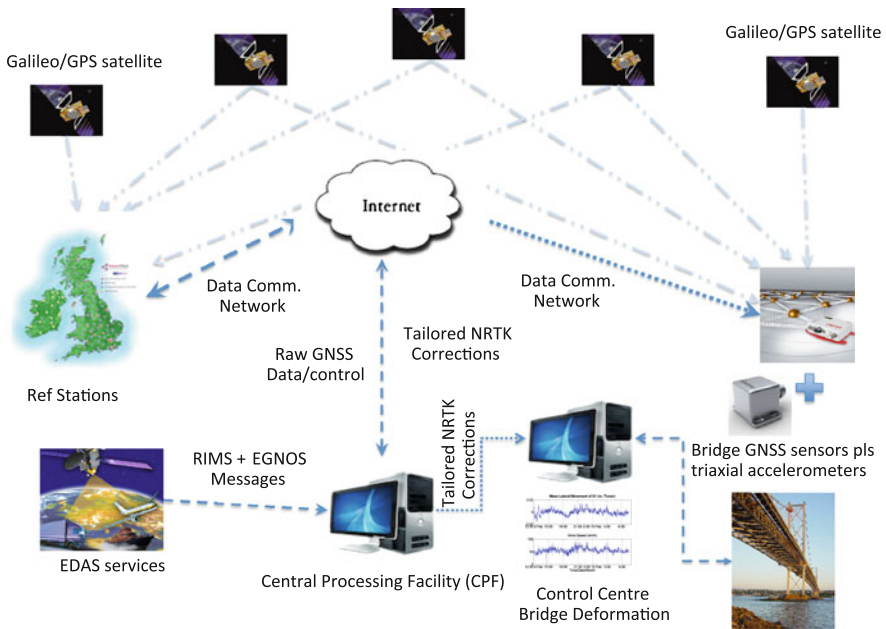 Galileo/GPS satellite
Galileo/GPS satellite
Internet
Data Comm.
Network
Data Comm.
Network
Raw GNSS
Data/control
Tailored NRTK
Corrections
Ref Stations
RIMS + EGNOS
Messages
Tailored NRTK
Corrections
Bridge GNSS sensors pls
triaxial accelerometers
EDAS services
Central Processing Facility (CPF)
Control Centre
Bridge Deformation